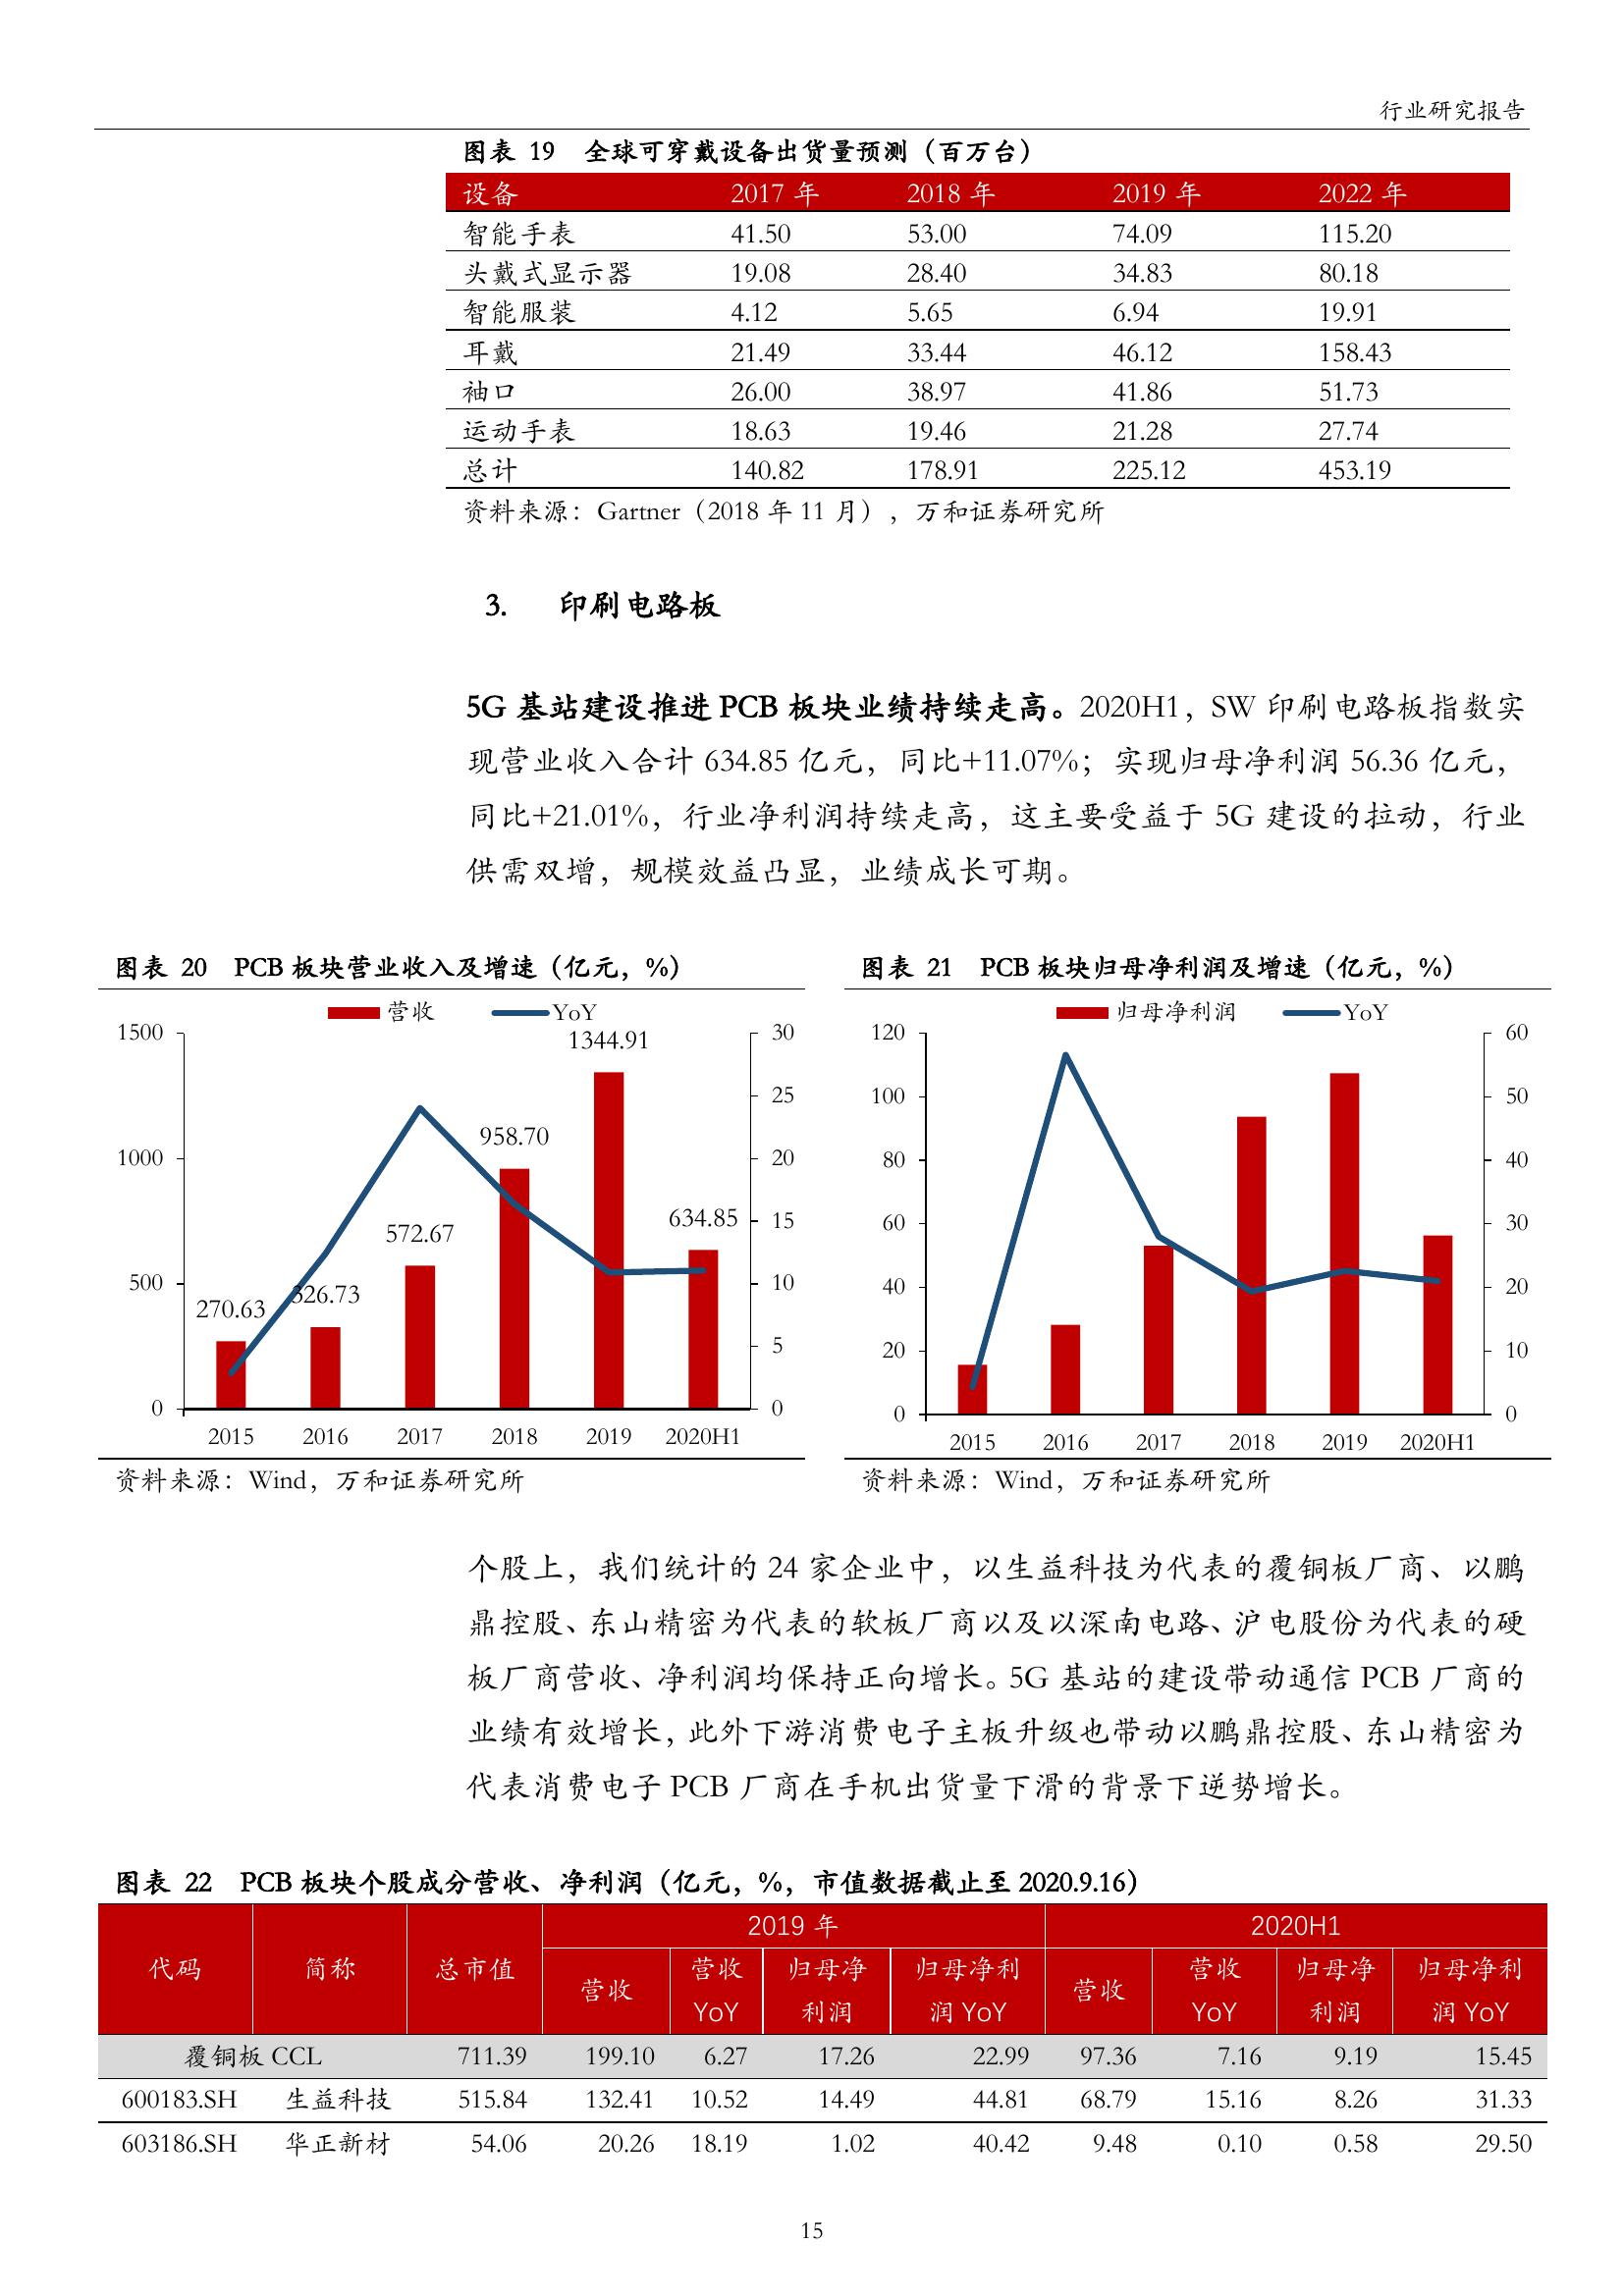 行业研究报告
图表 19 全球可穿戴设备出货量预测（百万台）
设备 2017 年 2018 年 2019 年 2022 年
智能手表 41.50 53.00 74.09 115.20
头戴式显示器 19.08 28.40 34.83 80.18
智能服装 4.12 5.65 6.94 19.91
耳戴 21.49 33.44 46.12 158.43
袖口 26.00 38.97 41.86 51.73
运动手表 18.63 19.46 21.28 27.74
总计 140.82 178.91 225.12 453.19
资料来源：Gartner（2018 年 11 月），万和证券研究所
3. 印刷电路板
5G 基站建设推进 PCB 板块业绩持续走高。2020H1，SW 印刷电路板指数实
现营业收入合计 634.85 亿元，同比+11.07%；实现归母净利润 56.36 亿元，
同比+21.01%，行业净利润持续走高，这主要受益于 5G 建设的拉动，行业
供需双增，规模效益凸显，业绩成长可期。
图表 20 PCB 板块营业收入及增速（亿元，%）
营收 YoY
1500
1000
500
0
30
25
20
15
10
5
0
270.63
326.73
572.67
958.70
1344.91
634.85
2015 2016 2017 2018 2019 2020H1
资料来源：Wind，万和证券研究所
图表 21 PCB 板块归母净利润及增速（亿元，%）
归母净利润 YoY
120
100
80
60
40
20
0
60
50
40
30
20
10
0
2015 2016 2017 2018 2019 2020H1
资料来源：Wind，万和证券研究所
个股上，我们统计的 24 家企业中，以生益科技为代表的覆铜板厂商、以鹏
鼎控股、东山精密为代表的软板厂商以及以深南电路、沪电股份为代表的硬
板厂商营收、净利润均保持正向增长。5G 基站的建设带动通信 PCB 厂商的
业绩有效增长，此外下游消费电子主板升级也带动以鹏鼎控股、东山精密为
代表消费电子 PCB 厂商在手机出货量下滑的背景下逆势增长。
图表 22 PCB 板块个股成分营收、净利润（亿元，%，市值数据截止至 2020.9.16）
2019 年 2020H1
代码 简称 总市值 营收 营收 YoY 归母净利润 归母净利润 YoY 营收 营收 YoY 归母净利润 归母净利润 YoY
覆铜板 CCL 711.39 199.10 6.27 17.26 22.99 97.36 7.16 9.19 15.45
600183.SH 生益科技 515.84 132.41 10.52 14.49 44.81 68.79 15.16 8.26 31.33
603186.SH 华正新材 54.06 20.26 18.19 1.02 40.42 9.48 0.10 0.58 29.50
15